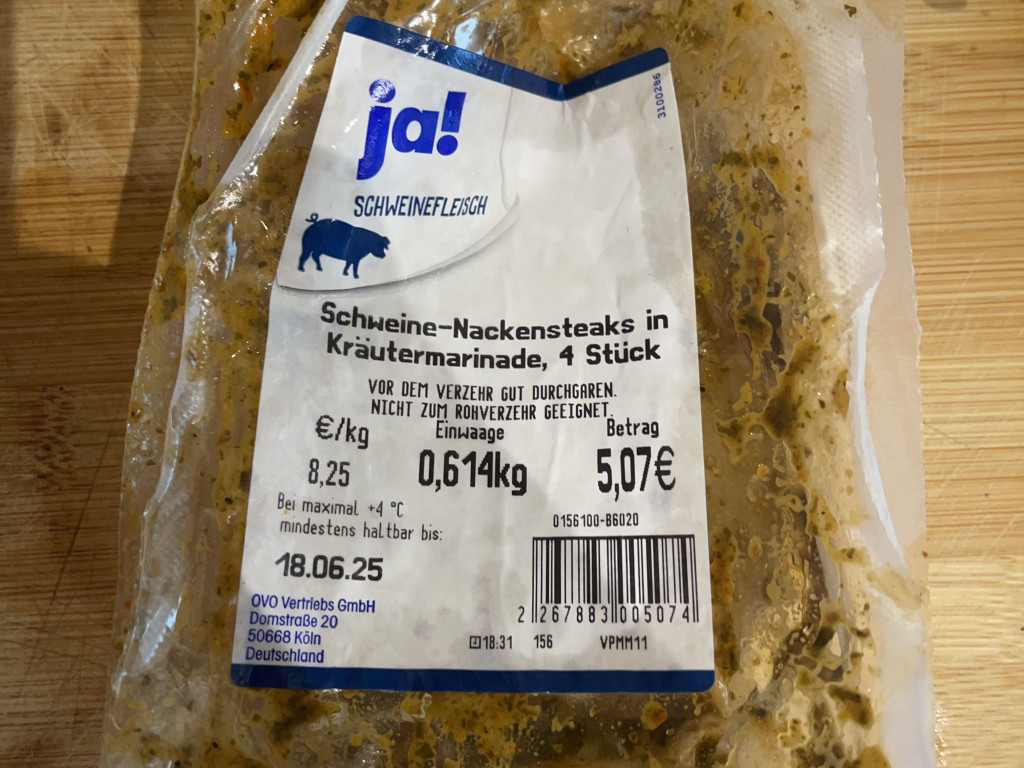 3100286
ja!
SCHWEINEFLEISCH
Schweine-Nackensteaks in
Kräutermarinade, 4 Stück
VOR DEM VERZEHR GUT DURCHGAREN.
NICHT ZUM ROHVERZEHR GEEIGNET.
€/kg Einwaage Betrag
8,25 0,614kg 5,07€
Bei maximal +4 °C
mindestens haltbar bis:
18.06.25
0156100-B6020
OVO Vertriebs GmbH
Domstraße 20
50668 Köln
Deutschland
2 267883 005074
18:31 156 VPMM11